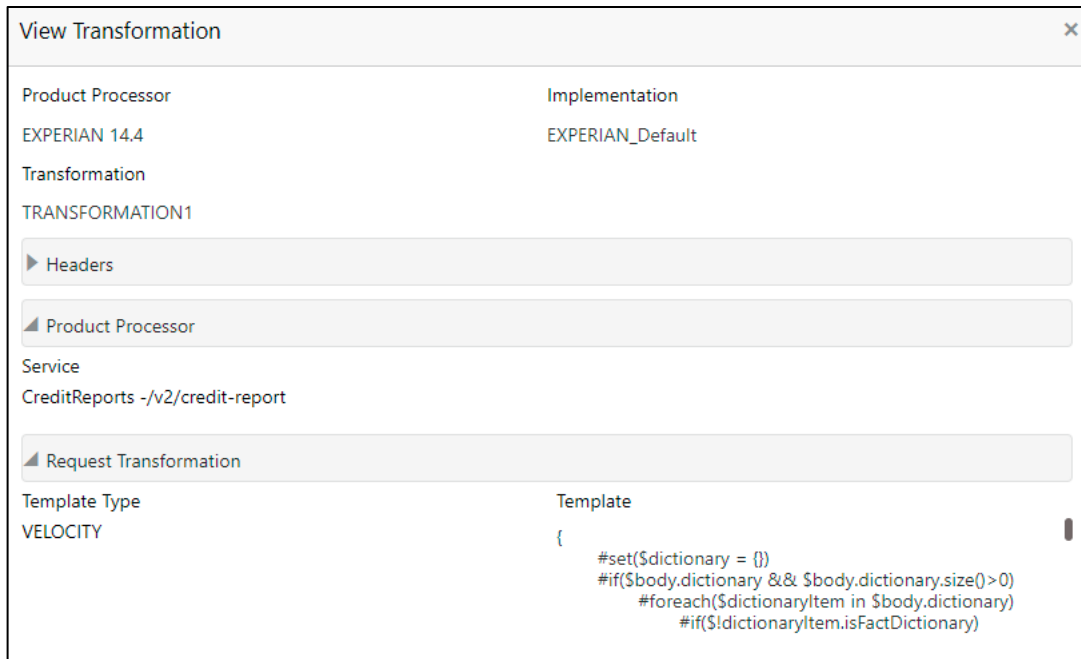 View Transformation
Product Processor
Implementation
EXPERIAN 14.4
EXPERIAN_Default
Transformation
TRANSFORMATION1
Headers
Product Processor
Service
CreditReports -/v2/credit-report
Request Transformation
Template Type
Template
VELOCITY
{
#set($dictionary = {})
#if($body.dictionary && $body.dictionary.size()>0)
#foreach($dictionaryItem in $body.dictionary)
#if($!dictionaryItem.isFactDictionary)